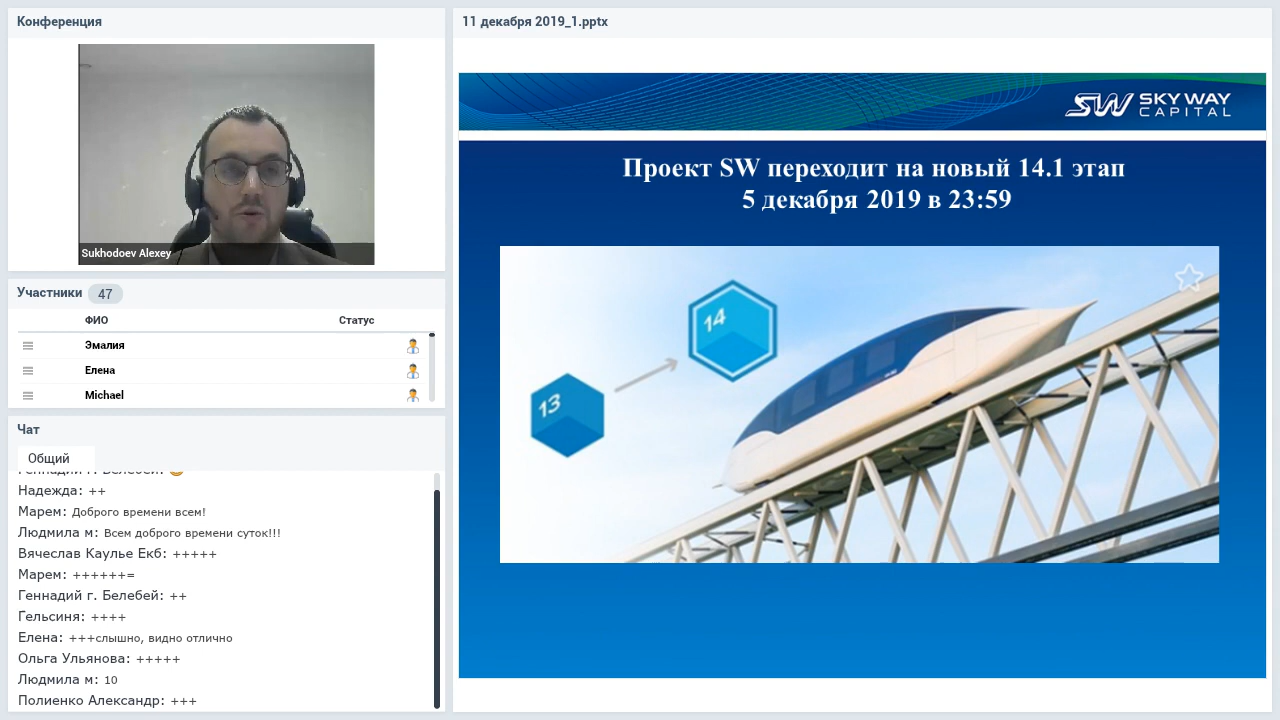 Конференция
Sukhodoev Alexey
Участники 47
ФИО Статус
Эмалия
Елена
Michael
Чат
Общий
Геннадий г. Белебей:
Надежда: ++
Марем: Доброго времени всем!
Людмила м: Всем доброго времени суток!!!
Вячеслав Каулье Екб: +++++
Марем: ++++++=
Геннадий г. Белебей: ++
Гельсиня: ++++
Елена: +++слышно, видно отлично
Ольга Ульянова: +++++
Людмила м: 10
Полиенко Александр: +++
11 декабря 2019_1.pptx
SW SKY WAY
CAPITAL
Проект SW переходит на новый 14.1 этап
5 декабря 2019 в 23:59
14
13